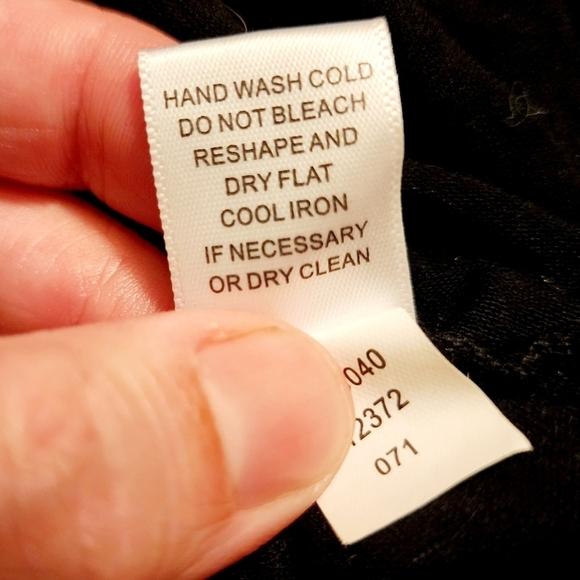 HAND WASH COLD
DO NOT BLEACH
RESHAPE AND
DRY FLAT
COOL IRON
IF NECESSARY
OR DRY CLEAN
040
2372
071